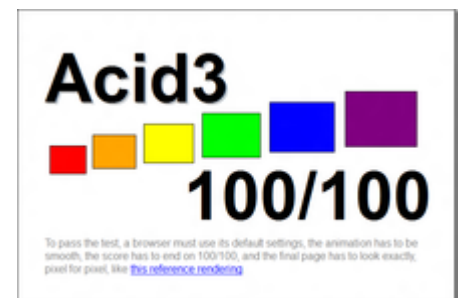 Acid3
100/100
To pass the test, a browser must use its default settings, the animation has to be
smooth, the score has to end on 100/100, and the final page has to look exactly,
pixel for pixel, like this reference rendering.